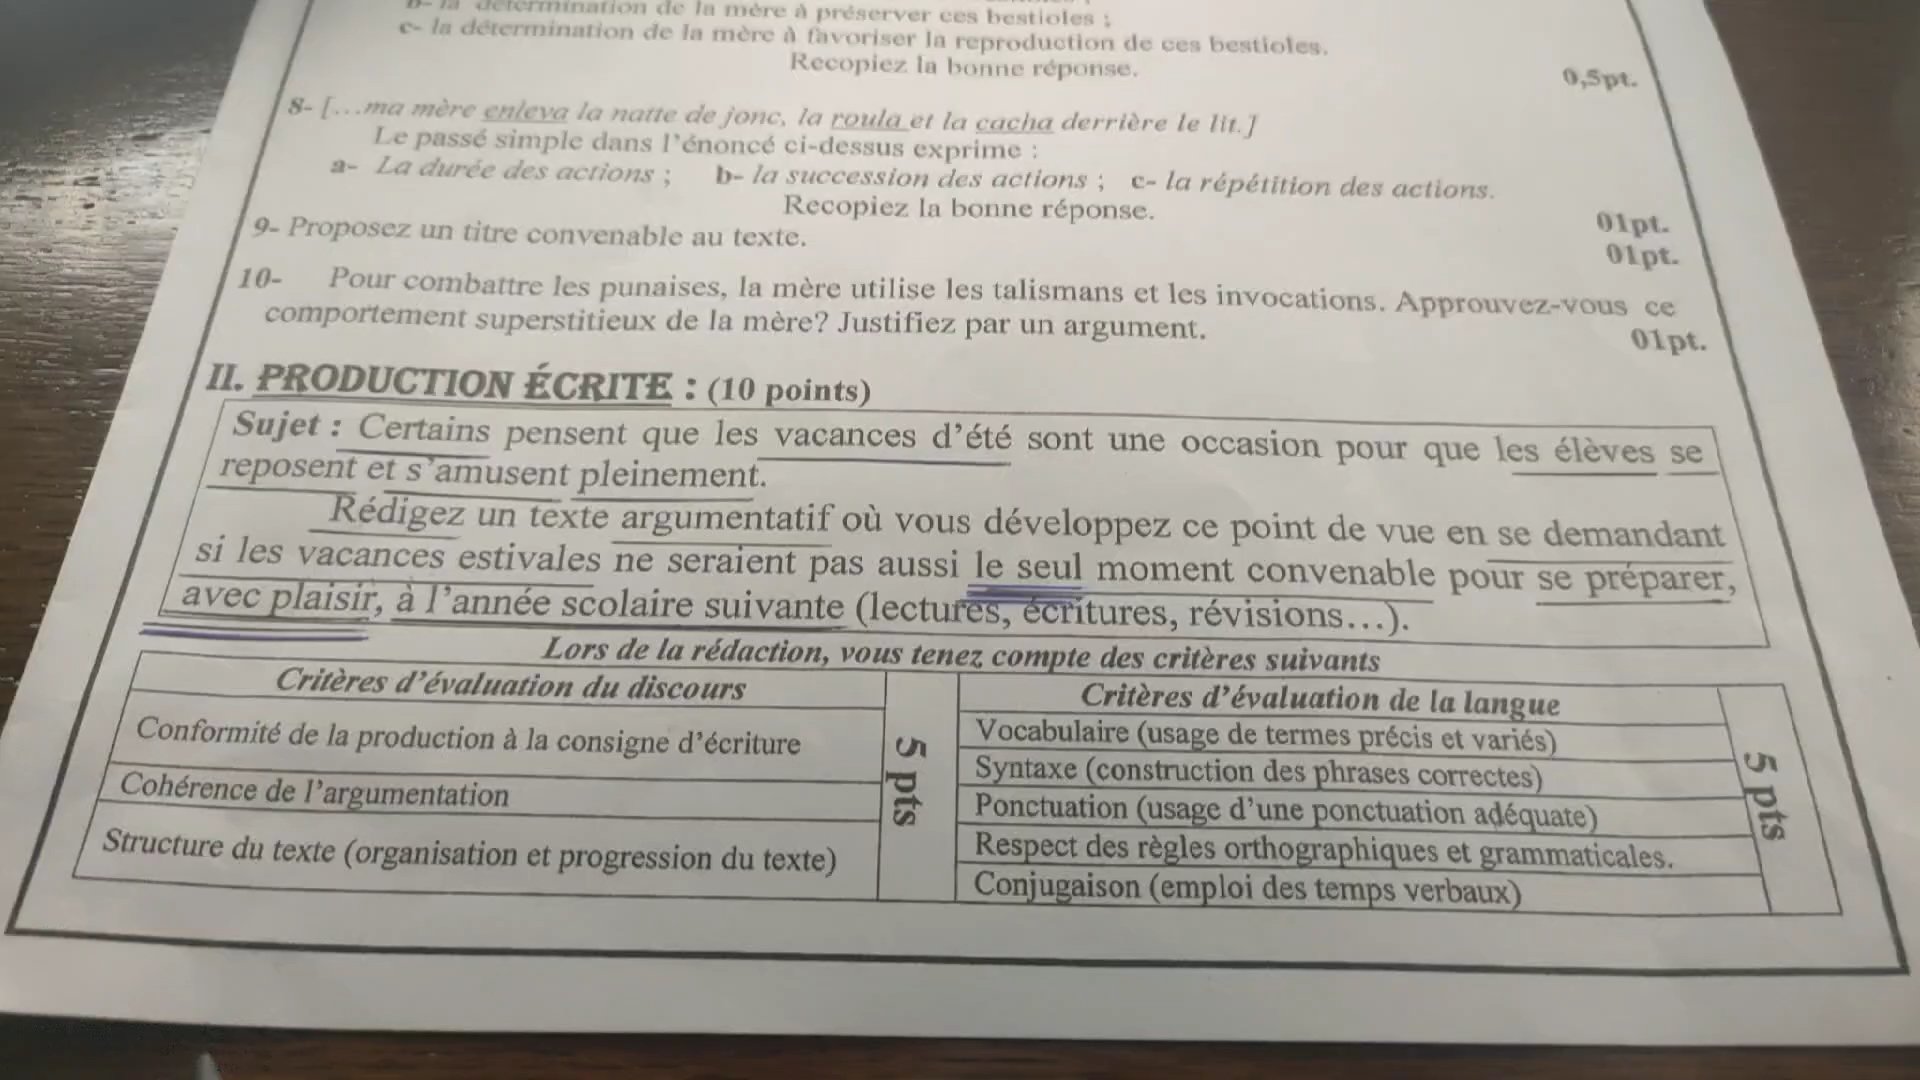 b- la détermination de la mère à préserver ces bestioles ;
c- la détermination de la mère à favoriser la reproduction de ces bestioles.
Recopiez la bonne réponse.
0,5pt.
8- [...ma mère enleva la natte de jonc, la roula et la cacha derrière le lit.]
Le passé simple dans l'énoncé ci-dessus exprime :
a- La durée des actions ; b- la succession des actions ; c- la répétition des actions.
Recopiez la bonne réponse.
01pt.
9- Proposez un titre convenable au texte.
01pt.
10- Pour combattre les punaises, la mère utilise les talismans et les invocations. Approuvez-vous ce
comportement superstitieux de la mère? Justifiez par un argument.
01pt.
II. PRODUCTION ÉCRITE : (10 points)
Sujet : Certains pensent que les vacances d'été sont une occasion pour que les élèves se
reposent et s'amusent pleinement.
Rédigez un texte argumentatif où vous développez ce point de vue en se demandant
si les vacances estivales ne seraient pas aussi le seul moment convenable pour se préparer,
avec plaisir, à l'année scolaire suivante (lectures, écritures, révisions...).
Lors de la rédaction, vous tenez compte des critères suivants
Critères d'évaluation du discours
Conformité de la production à la consigne d'écriture
Cohérence de l'argumentation
Structure du texte (organisation et progression du texte)
5 pts
Critères d'évaluation de la langue
Vocabulaire (usage de termes précis et variés)
Syntaxe (construction des phrases correctes)
Ponctuation (usage d'une ponctuation adéquate)
Respect des règles orthographiques et grammaticales.
Conjugaison (emploi des temps verbaux)
5 pts